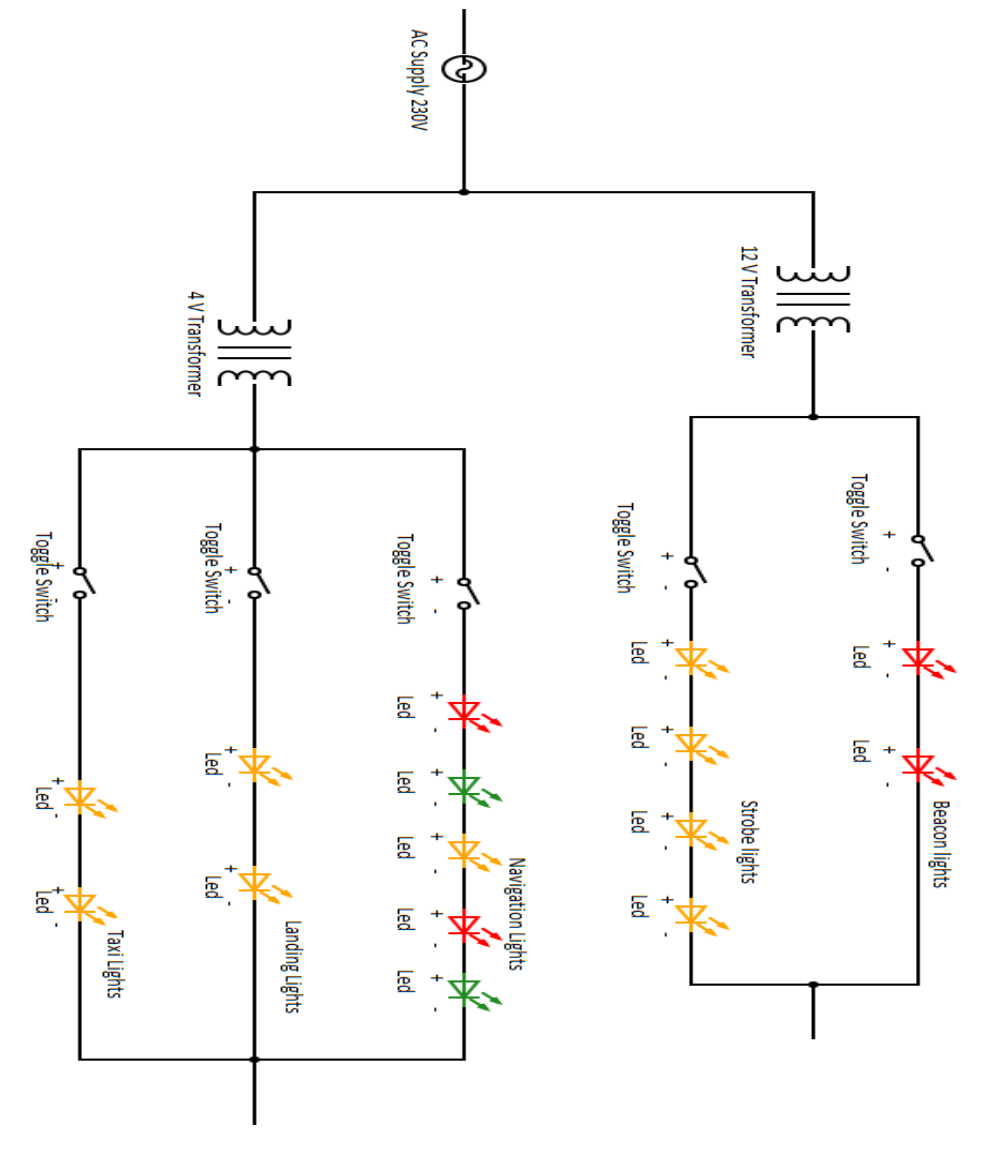 AC Supply 230V
12 V Transformer
4 V Transformer
Toggle Switch
+
-
Led
+
-
Led
+
-
Beacon lights
Toggle Switch
+
-
Led
+
-
Led
+
-
Led
+
-
Led
+
-
Strobe lights
Toggle Switch
+
-
Led
+
-
Led
+
-
Led
+
-
Led
+
-
Led
+
-
Navigation Lights
Toggle Switch
+
-
Led
+
-
Led
+
-
Landing Lights
Toggle Switch
+
-
Led
+
-
Led
+
-
Taxi Lights